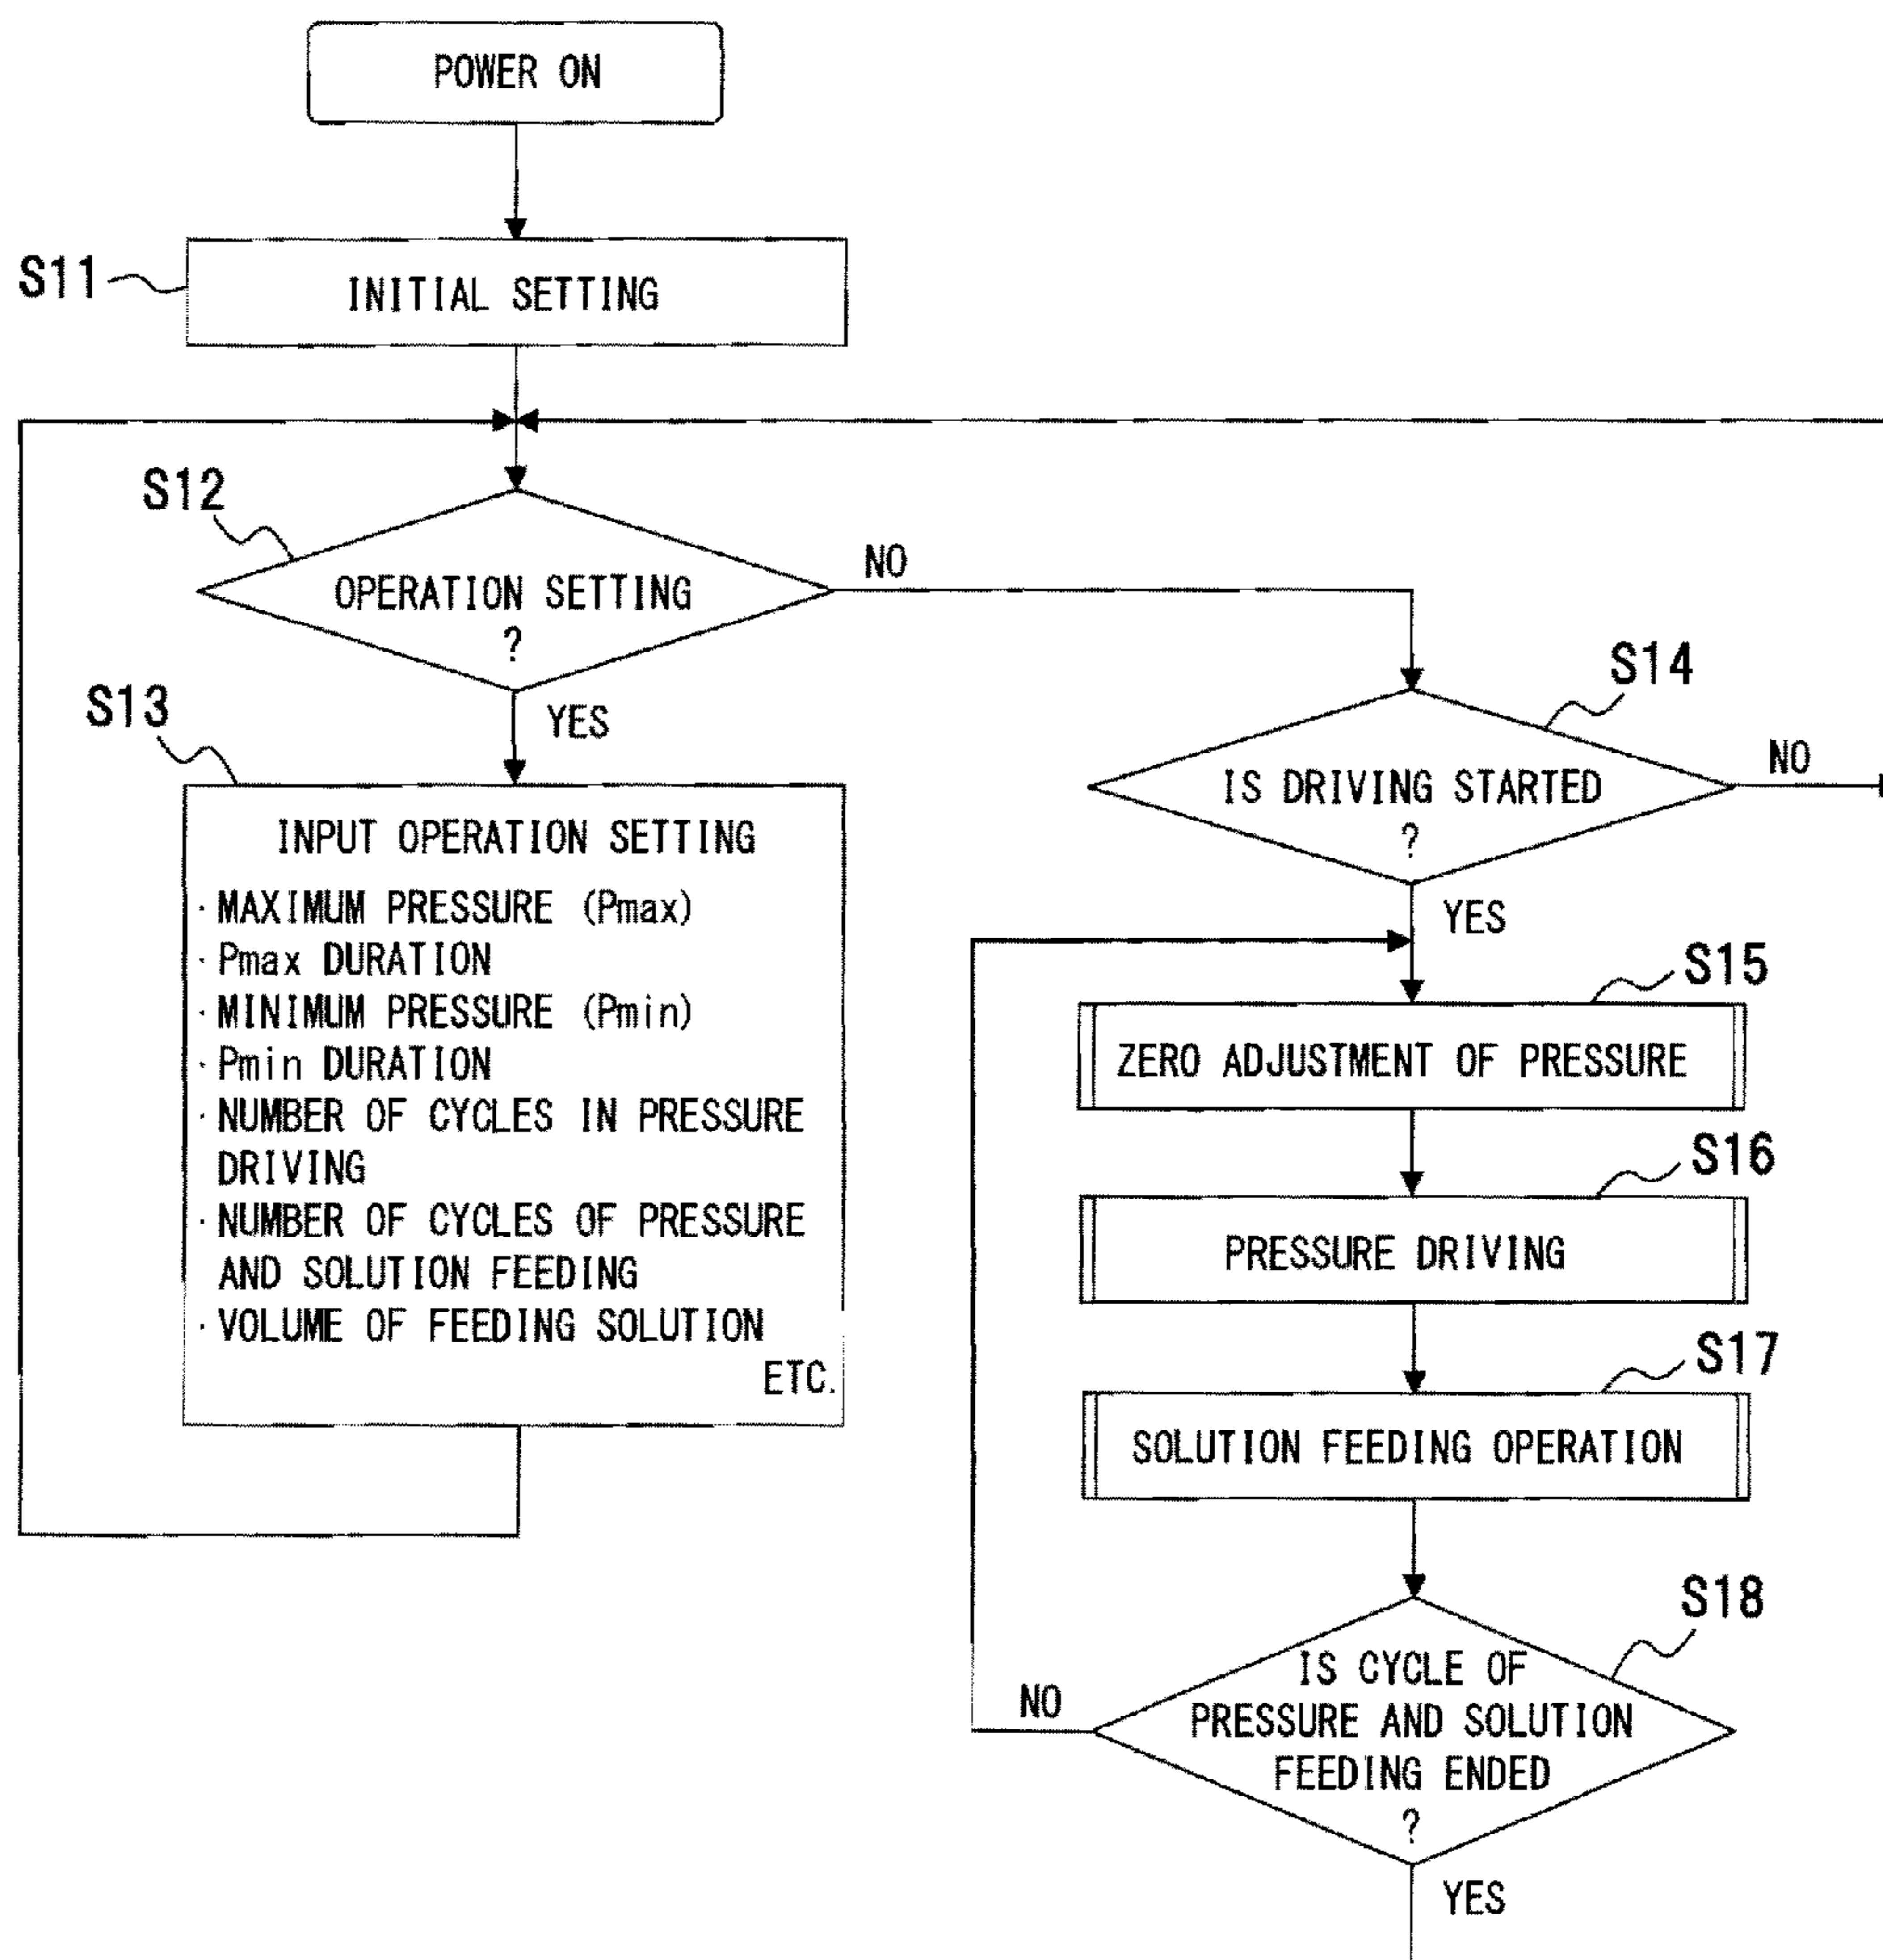 POWER ON
S11
INITIAL SETTING
S12
OPERATION SETTING
?
NO
YES
S13
INPUT OPERATION SETTING
· MAXIMUM PRESSURE (Pmax)
· Pmax DURATION
· MINIMUM PRESSURE (Pmin)
· Pmin DURATION
· NUMBER OF CYCLES IN PRESSURE
DRIVING
· NUMBER OF CYCLES OF PRESSURE
AND SOLUTION FEEDING
· VOLUME OF FEEDING SOLUTION
ETC.
S14
IS DRIVING STARTED
?
NO
YES
S15
ZERO ADJUSTMENT OF PRESSURE
S16
PRESSURE DRIVING
S17
SOLUTION FEEDING OPERATION
S18
IS CYCLE OF
PRESSURE AND SOLUTION
FEEDING ENDED
?
NO
YES